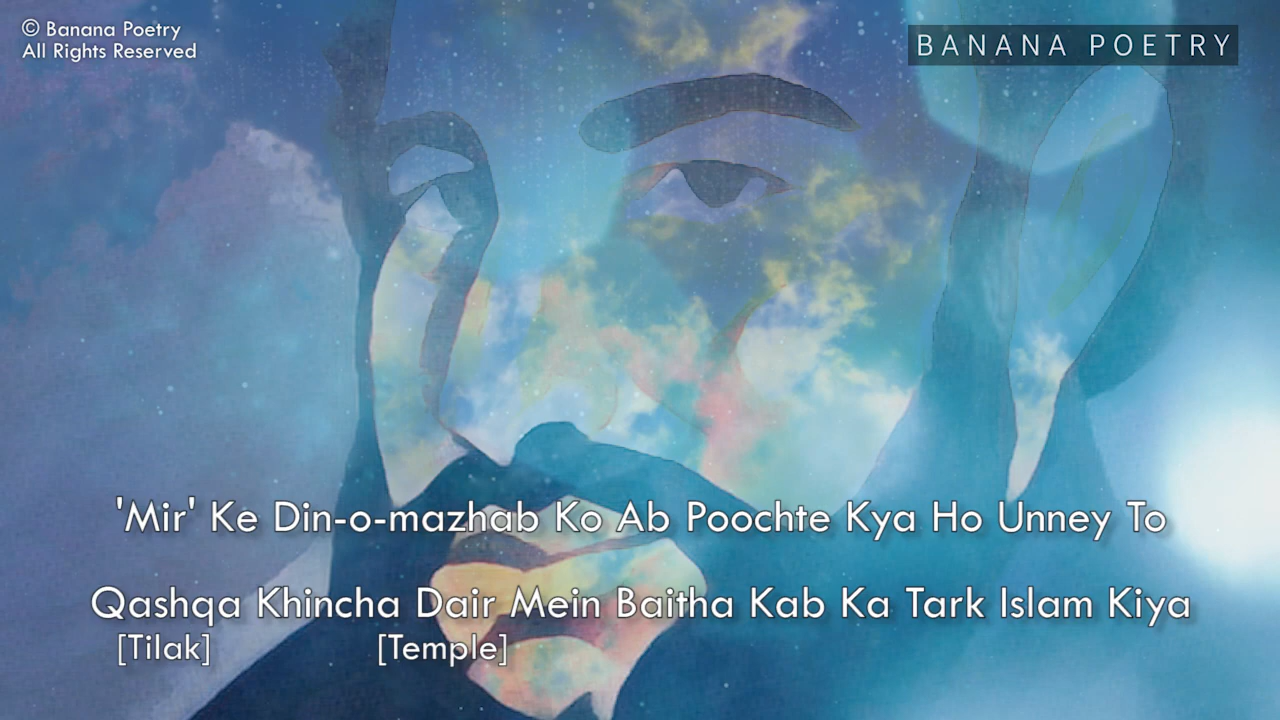 © Banana Poetry
All Rights Reserved
BANANA POETRY
'Mir' Ke Din-o-mazhab Ko Ab Poochte Kya Ho Unney To
Qashqa Khincha Dair Mein Baitha Kab Ka Tark Islam Kiya
[Tilak] [Temple]